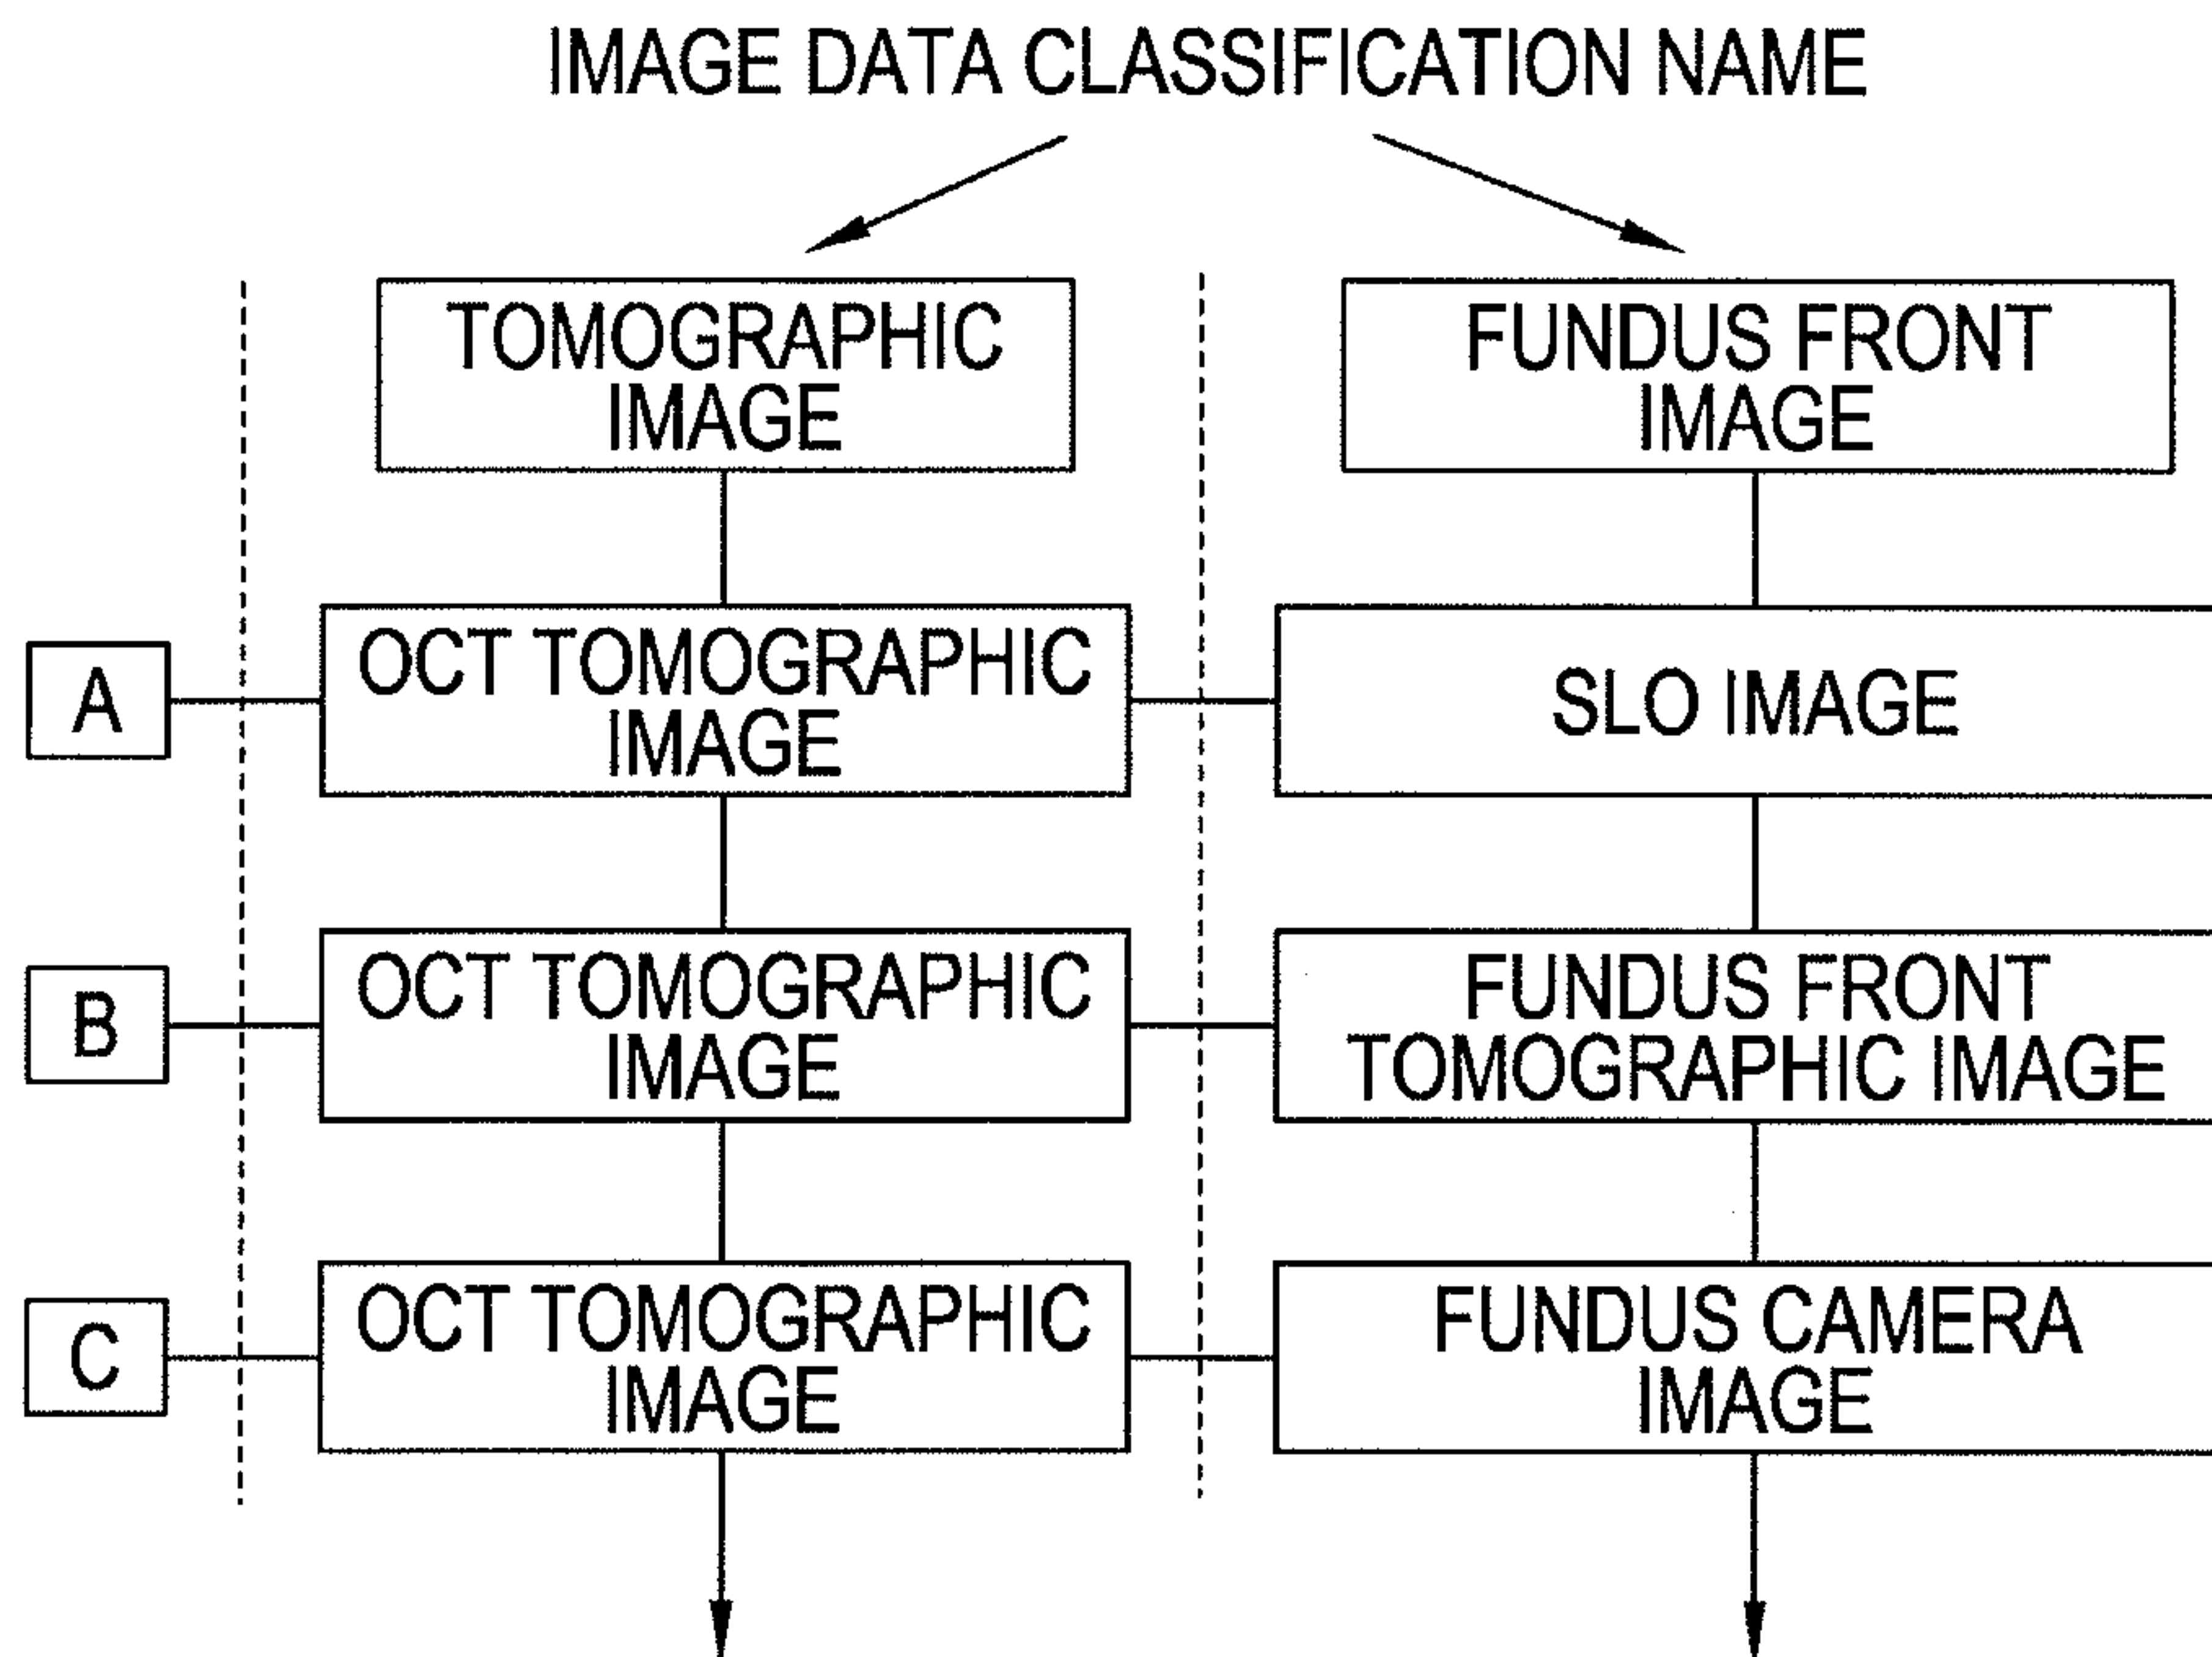 IMAGE DATA CLASSIFICATION NAME
TOMOGRAPHIC
IMAGE
FUNDUS FRONT
IMAGE
A
OCT TOMOGRAPHIC
IMAGE
SLO IMAGE
B
OCT TOMOGRAPHIC
IMAGE
FUNDUS FRONT
TOMOGRAPHIC IMAGE
C
OCT TOMOGRAPHIC
IMAGE
FUNDUS CAMERA
IMAGE